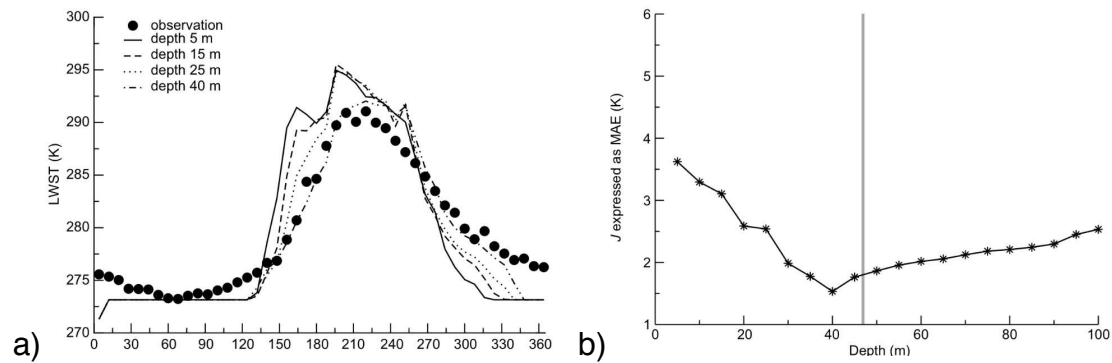 a)
300
295
290
285
280
275
270
LWST (K)
observation
depth 5 m
depth 15 m
depth 25 m
depth 40 m
0 30 60 90 120 150 180 210 240 270 300 330 360
b)
6
5
4
3
2
1
J expressed as MAE (K)
0 20 40 60 80 100
Depth (m)